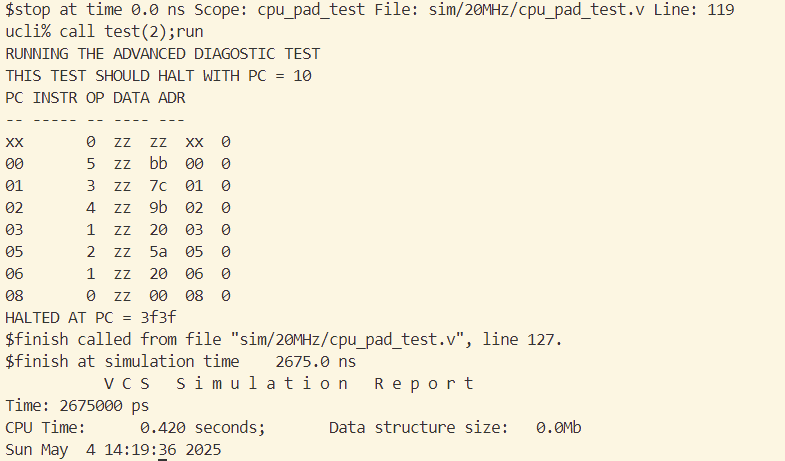 $stop at time 0.0 ns Scope: cpu_pad_test File: sim/20MHz/cpu_pad_test.v Line: 119
ucli% call test(2);run
RUNNING THE ADVANCED DIAGOSTIC TEST
THIS TEST SHOULD HALT WITH PC = 10
PC INSTR OP DATA ADR
-- ----- -- ---- ---
xx       0  zz  zz  xx  0
00       5  zz  bb  00  0
01       3  zz  7c  01  0
02       4  zz  9b  02  0
03       1  zz  20  03  0
05       2  zz  5a  05  0
06       1  zz  20  06  0
08       0  zz  00  08  0
HALTED AT PC = 3f3f
$finish called from file "sim/20MHz/cpu_pad_test.v", line 127.
$finish at simulation time    2675.0 ns
           V C S   S i m u l a t i o n   R e p o r t
Time: 2675000 ps
CPU Time:      0.420 seconds;       Data structure size:   0.0Mb
Sun May  4 14:19:36 2025